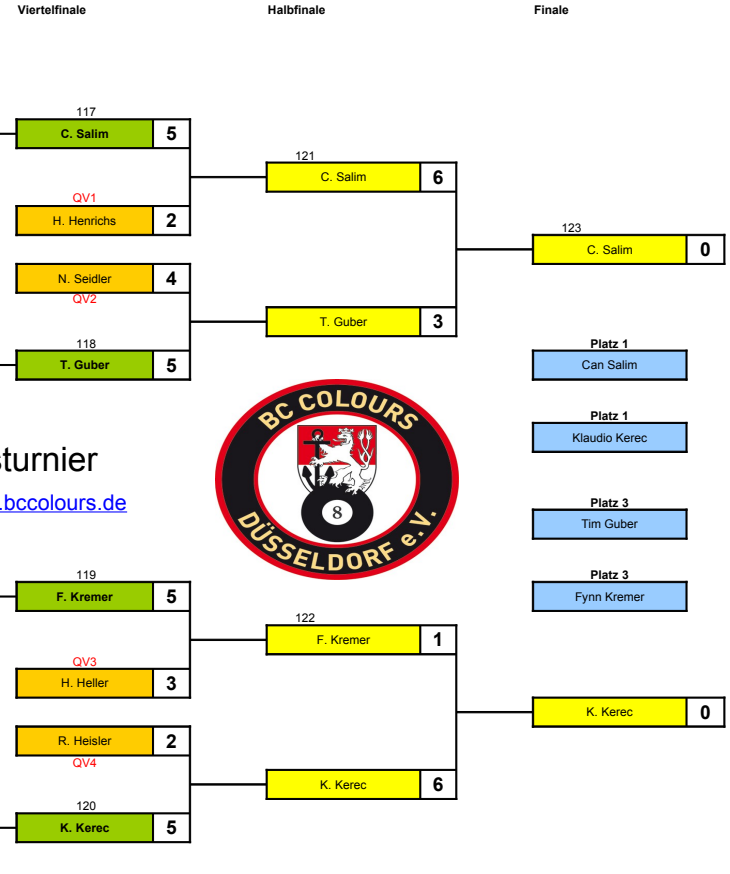 Viertelfinale Halbfinale Finale
117
C. Salim 5
121
C. Salim 6
QV1
H. Henrichs 2
123
C. Salim 0
N. Seidler 4
QV2
T. Guber 3
118
T. Guber 5
Platz 1
Can Salim
Platz 1
Klaudio Kerec
BC COLOURS
8
DÜSSELDORF e.V.
turnier
.bccolours.de
Platz 3
Tim Guber
119
F. Kremer 5
Platz 3
Fynn Kremer
122
F. Kremer 1
QV3
H. Heller 3
K. Kerec 0
R. Heisler 2
QV4
K. Kerec 6
120
K. Kerec 5